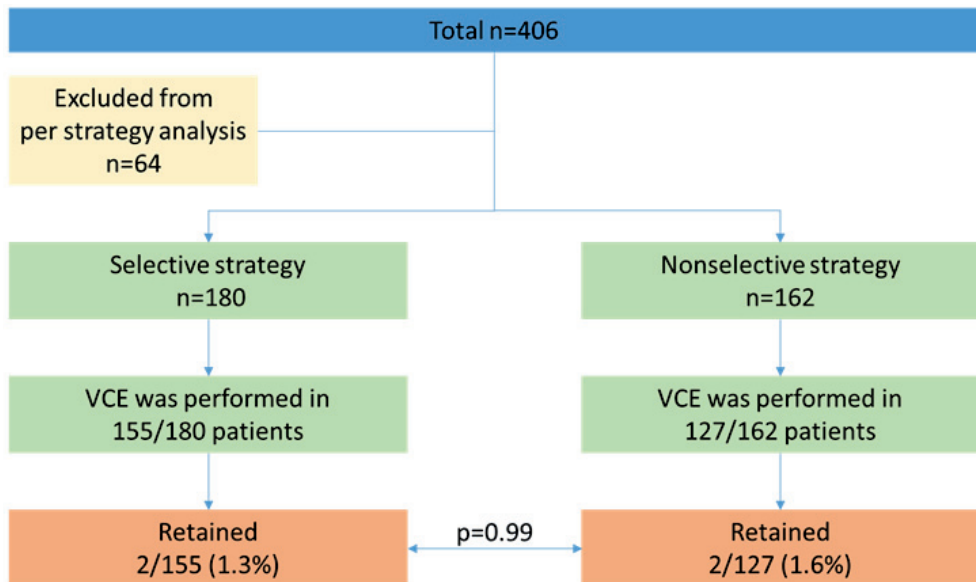 Total n=406
Excluded from
per strategy analysis
n=64
Selective strategy
n=180
Nonselective strategy
n=162
VCE was performed in
155/180 patients
VCE was performed in
127/162 patients
Retained
2/155 (1.3%)
p=0.99
Retained
2/127 (1.6%)